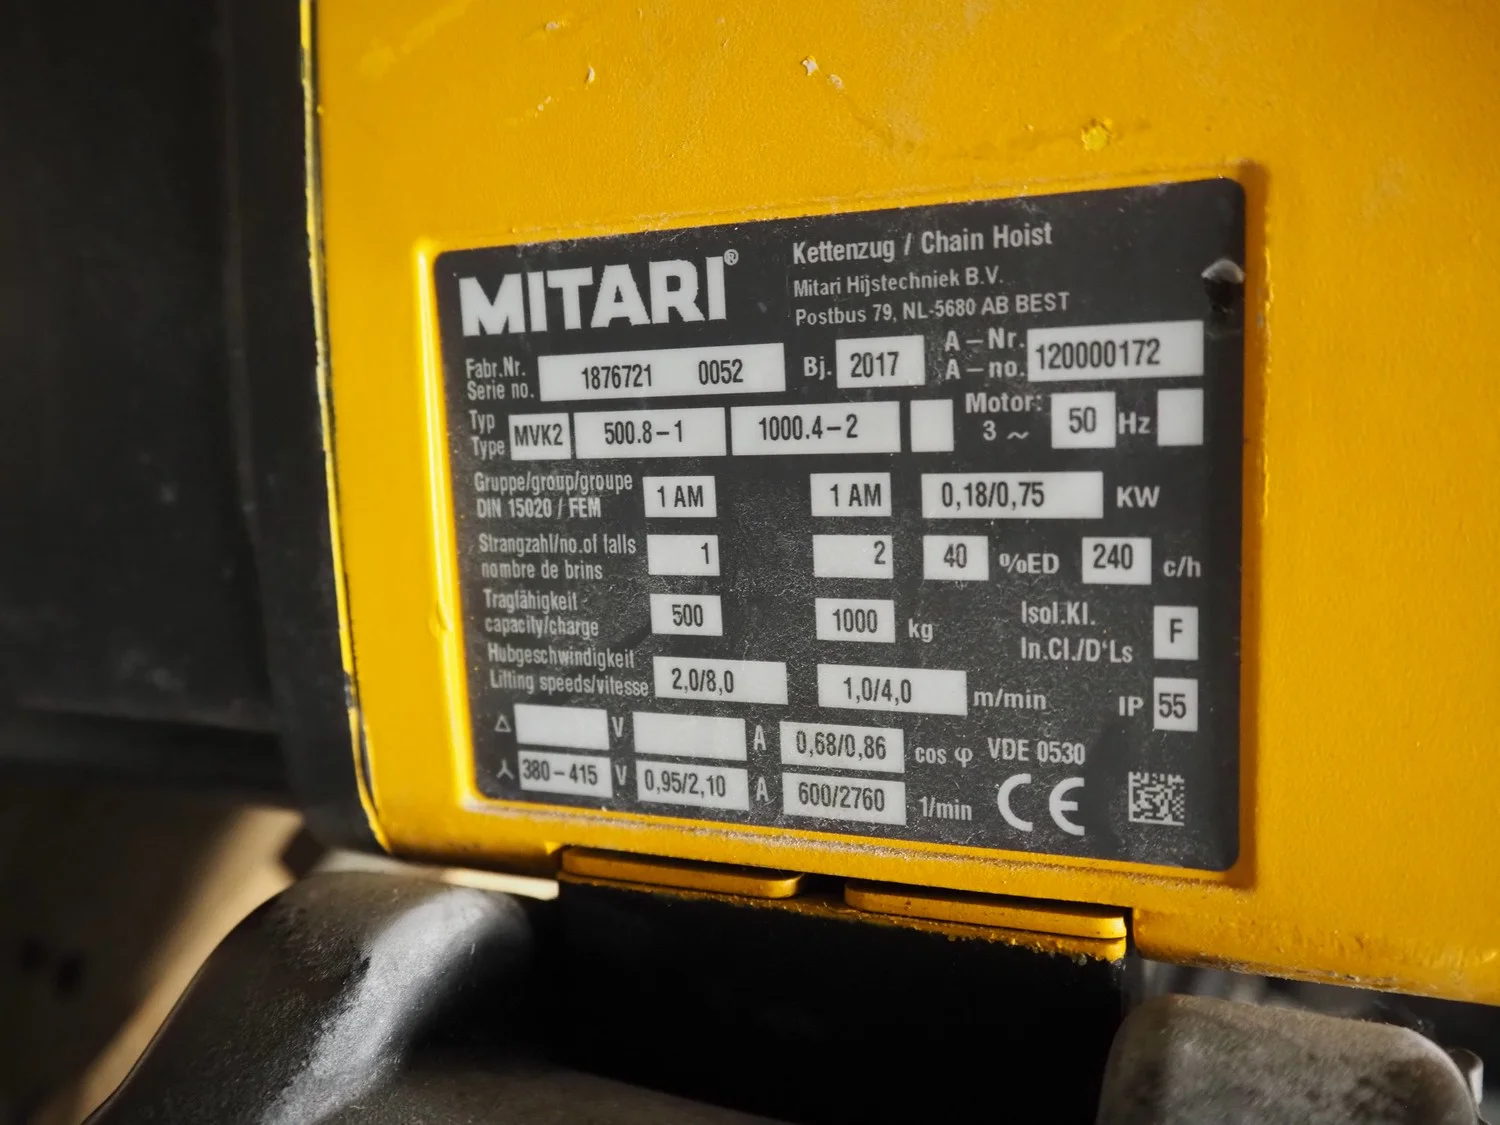 MITARI®
Kettenzug / Chain Hoist
Mitari Hijstechniek B.V.
Postbus 79, NL-5680 AB BEST
Fabr.Nr.
Serie no. 1876721 0052 Bj. 2017 A – Nr.
A – no. 120000172
Typ
Type MVK2 500.8–1 1000.4–2 Motor:
3 ~ 50 Hz
Gruppe/group/groupe
DIN 15020 / FEM 1 AM 1 AM 0,18/0,75 KW
Strangzahl/no.of falls
nombre de brins 1 2 40 %ED 240 c/h
Traglähigkeit
capacity/charge 500 1000 kg Isol.Kl.
In.Cl./D'Ls F
Hubgeschwindigkeit
Lifting speeds/vitesse 2,0/8,0 1,0/4,0 m/min IP 55
△ V A 0,68/0,86 cos φ VDE 0530
⅄ 380–415 V 0,95/2,10 A 600/2760 1/min CE